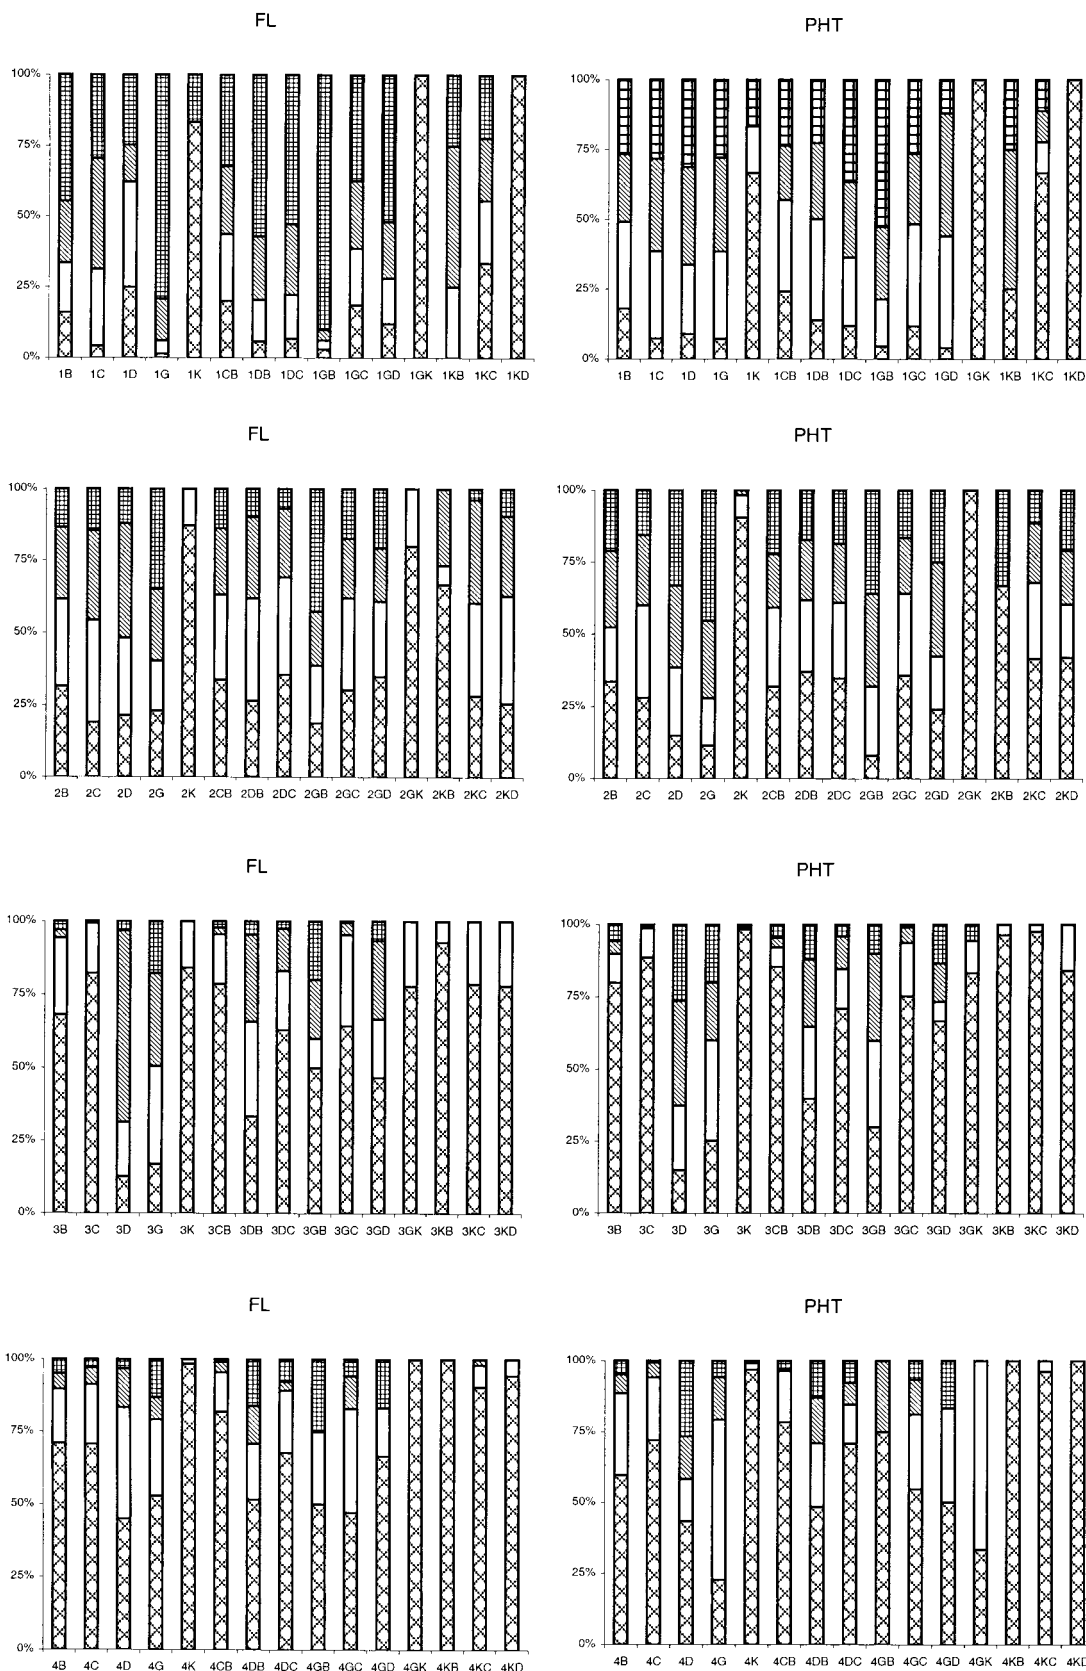 FL PHT
100% 100%
75% 75%
50% 50%
25% 25%
0% 0%
1B 1C 1D 1G 1K 1CB 1DB 1DC 1GB 1GC 1GD 1GK 1KB 1KC 1KD 1B 1C 1D 1G 1K 1CB 1DB 1DC 1GB 1GC 1GD 1GK 1KB 1KC 1KD
FL PHT
100% 100%
75% 75%
50% 50%
25% 25%
0% 0%
2B 2C 2D 2G 2K 2CB 2DB 2DC 2GB 2GC 2GD 2GK 2KB 2KC 2KD 2B 2C 2D 2G 2K 2CB 2DB 2DC 2GB 2GC 2GD 2GK 2KB 2KC 2KD
FL PHT
100% 100%
75% 75%
50% 50%
25% 25%
0% 0%
3B 3C 3D 3G 3K 3CB 3DB 3DC 3GB 3GC 3GD 3GK 3KB 3KC 3KD 3B 3C 3D 3G 3K 3CB 3DB 3DC 3GB 3GC 3GD 3GK 3KB 3KC 3KD
FL PHT
100% 100%
75% 75%
50% 50%
25% 25%
0% 0%
4B 4C 4D 4G 4K 4CB 4DB 4DC 4GB 4GC 4GD 4GK 4KB 4KC 4KD 4B 4C 4D 4G 4K 4CB 4DB 4DC 4GB 4GC 4GD 4GK 4KB 4KC 4KD